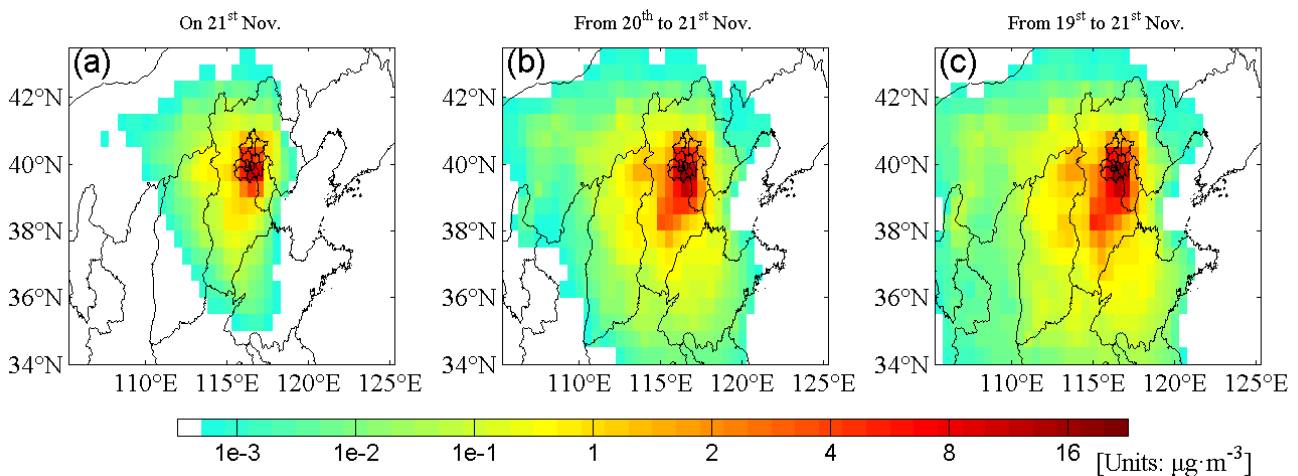 On 21st Nov.
From 20th to 21st Nov.
From 19st to 21st Nov.
(a)
(b)
(c)
42°N
40°N
38°N
36°N
34°N
42°N
40°N
38°N
36°N
34°N
42°N
40°N
38°N
36°N
34°N
110°E 115°E 120°E 125°E
110°E 115°E 120°E 125°E
110°E 115°E 120°E 125°E
1e-3 1e-2 1e-1 1 2 4 8 16
[Units: μg·m⁻³]